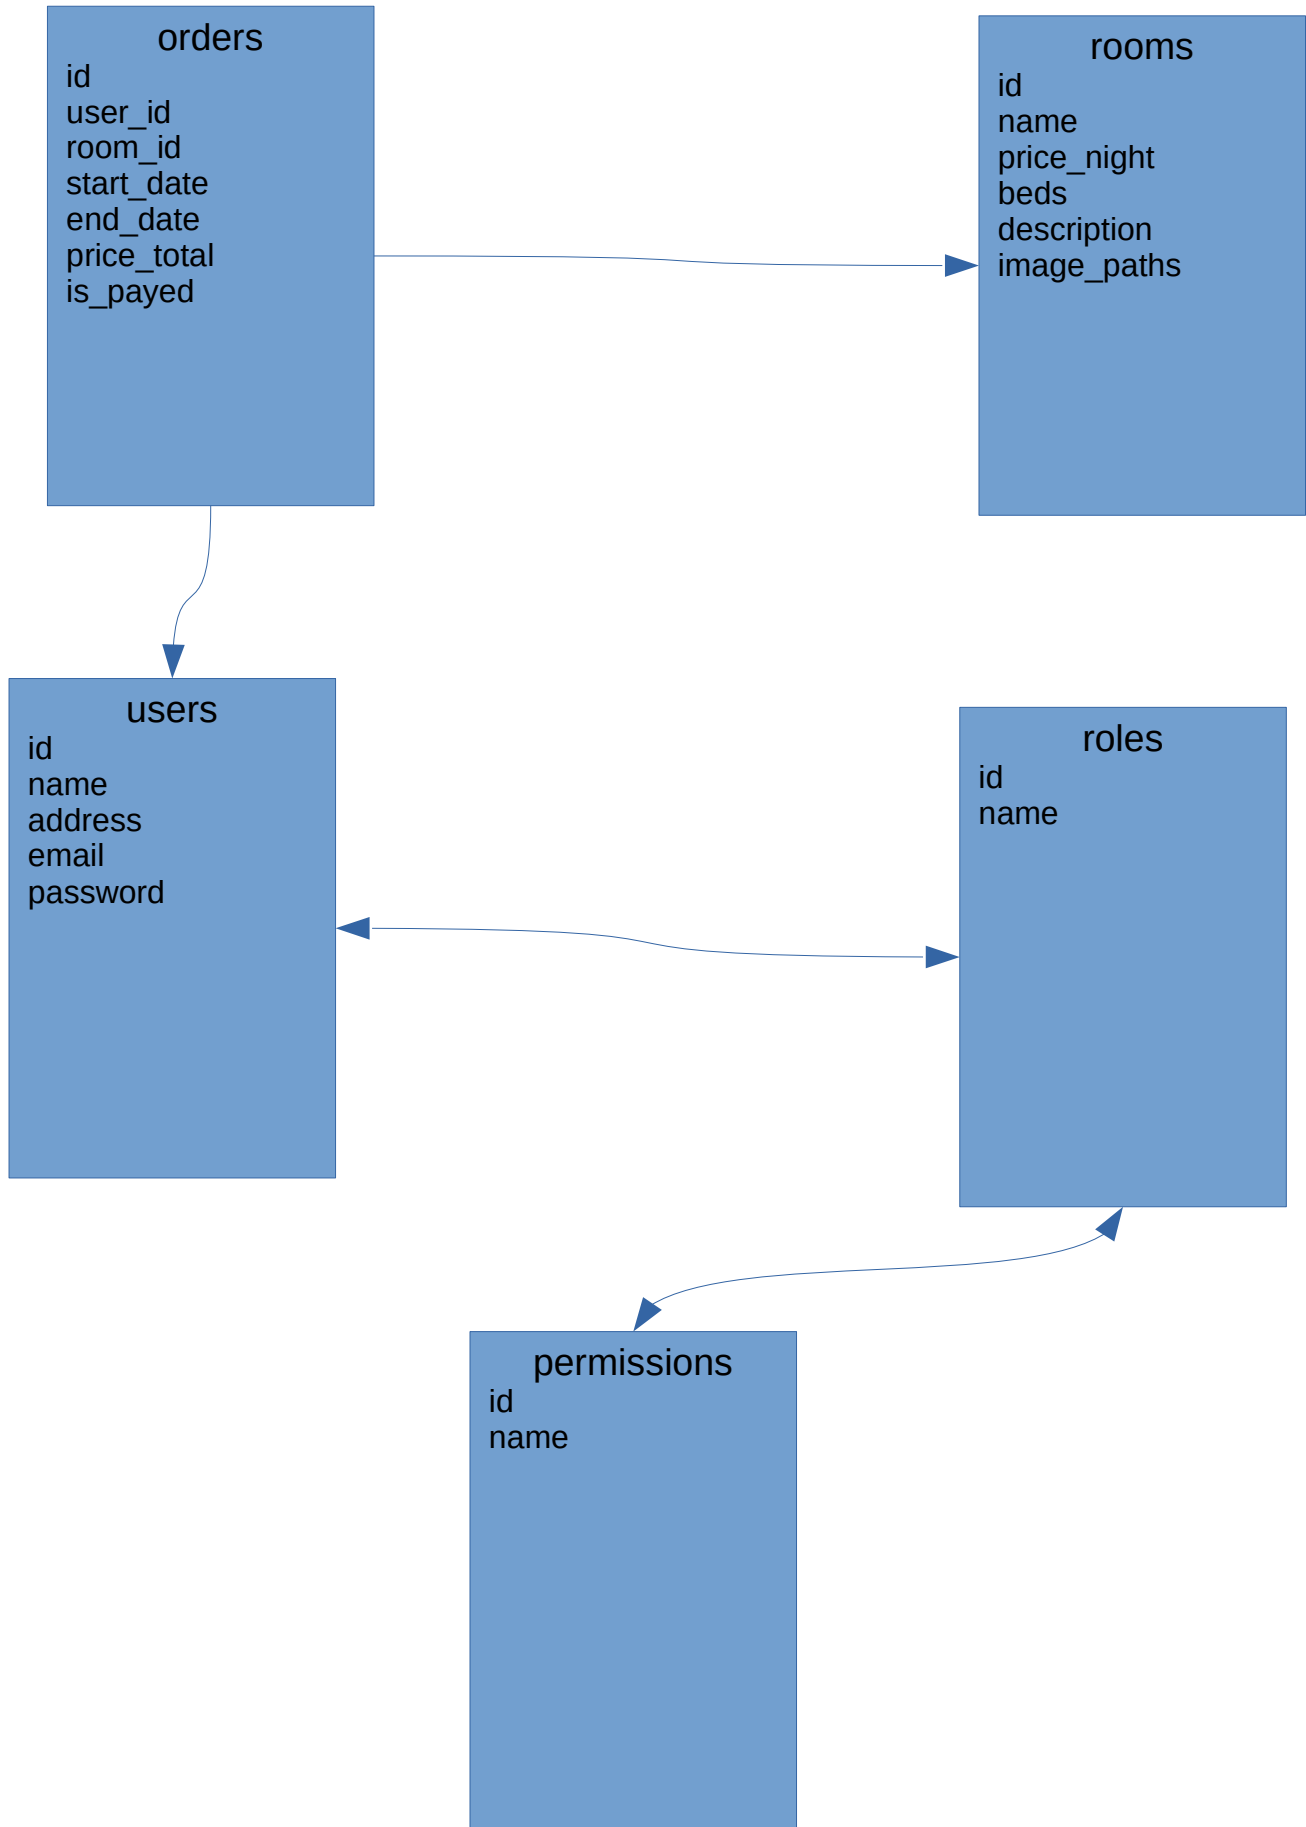 orders
id
user_id
room_id
start_date
end_date
price_total
is_payed
rooms
id
name
price_night
beds
description
image_paths
users
id
name
address
email
password
roles
id
name
permissions
id
name